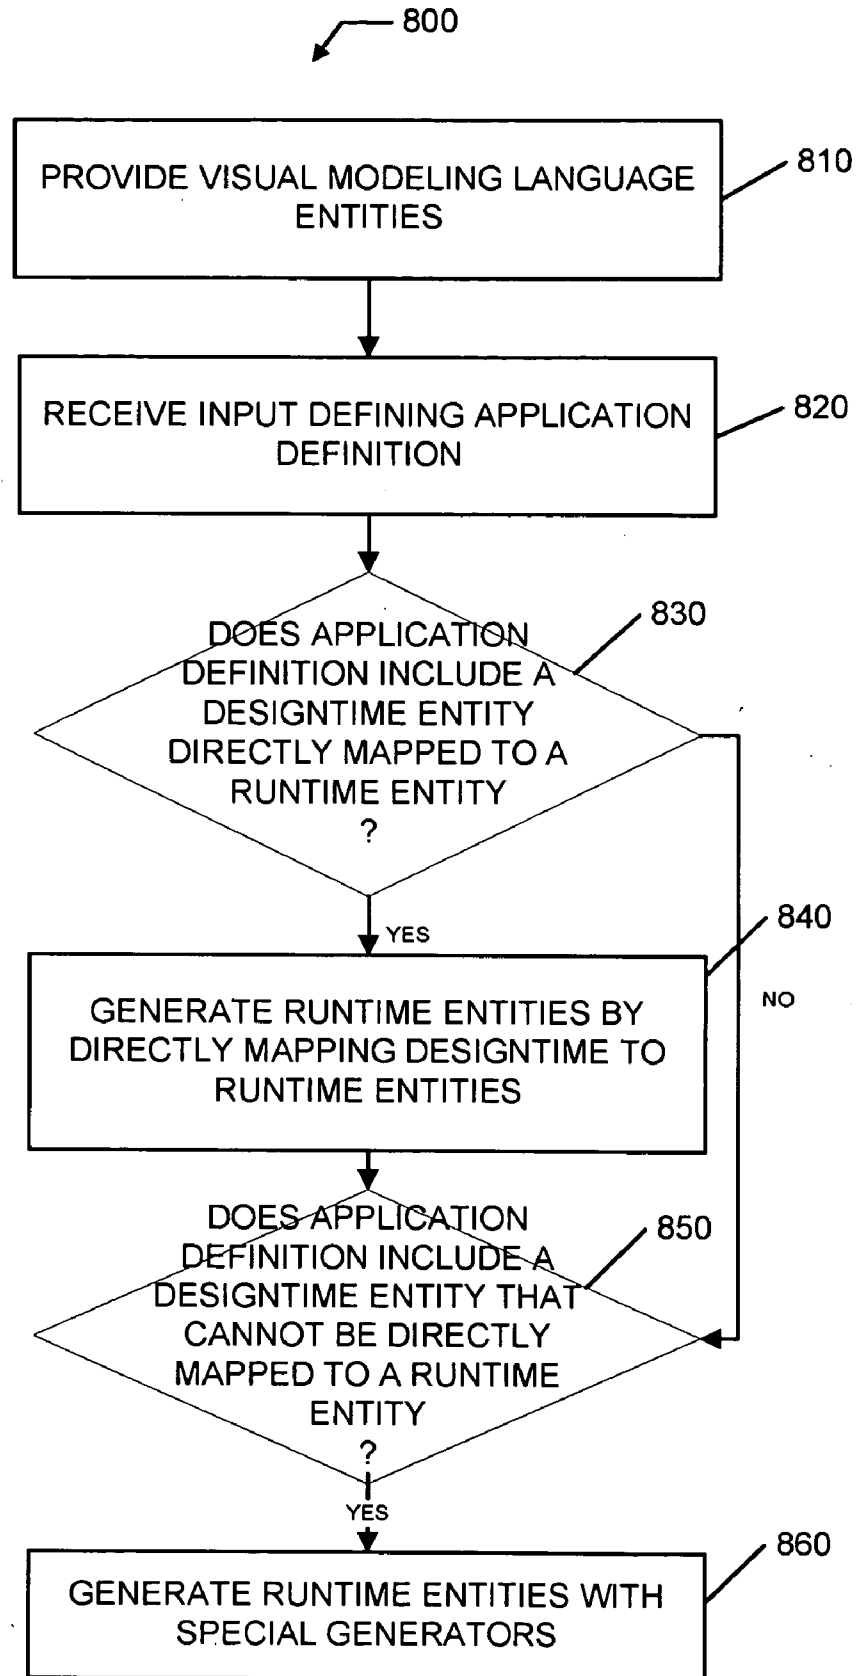 800
PROVIDE VISUAL MODELING LANGUAGE
ENTITIES
810
RECEIVE INPUT DEFINING APPLICATION
DEFINITION
820
DOES APPLICATION
DEFINITION INCLUDE A
DESIGNTIME ENTITY
DIRECTLY MAPPED TO A
RUNTIME ENTITY
?
830
YES
NO
GENERATE RUNTIME ENTITIES BY
DIRECTLY MAPPING DESIGNTIME TO
RUNTIME ENTITIES
840
DOES APPLICATION
DEFINITION INCLUDE A
DESIGNTIME ENTITY THAT
CANNOT BE DIRECTLY
MAPPED TO A RUNTIME
ENTITY
?
850
YES
GENERATE RUNTIME ENTITIES WITH
SPECIAL GENERATORS
860